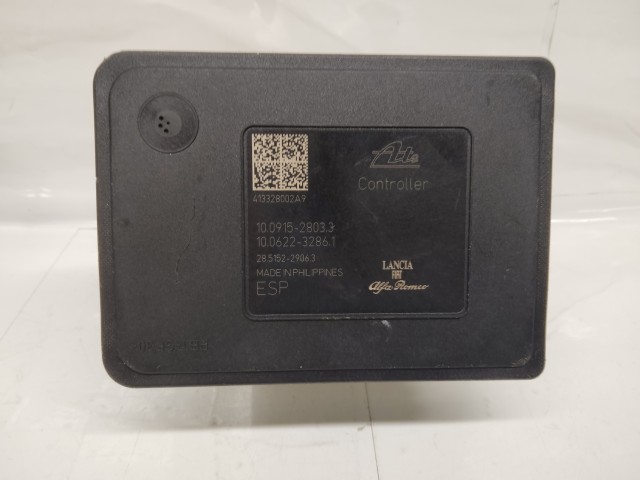 Ate
Controller
413328002A9
10.0915-2803.3
10.0622-3286.1
28.5152-2906.3
MADE IN PHILIPPINES
ESP
LANCIA
FIAT
Alfa Romeo